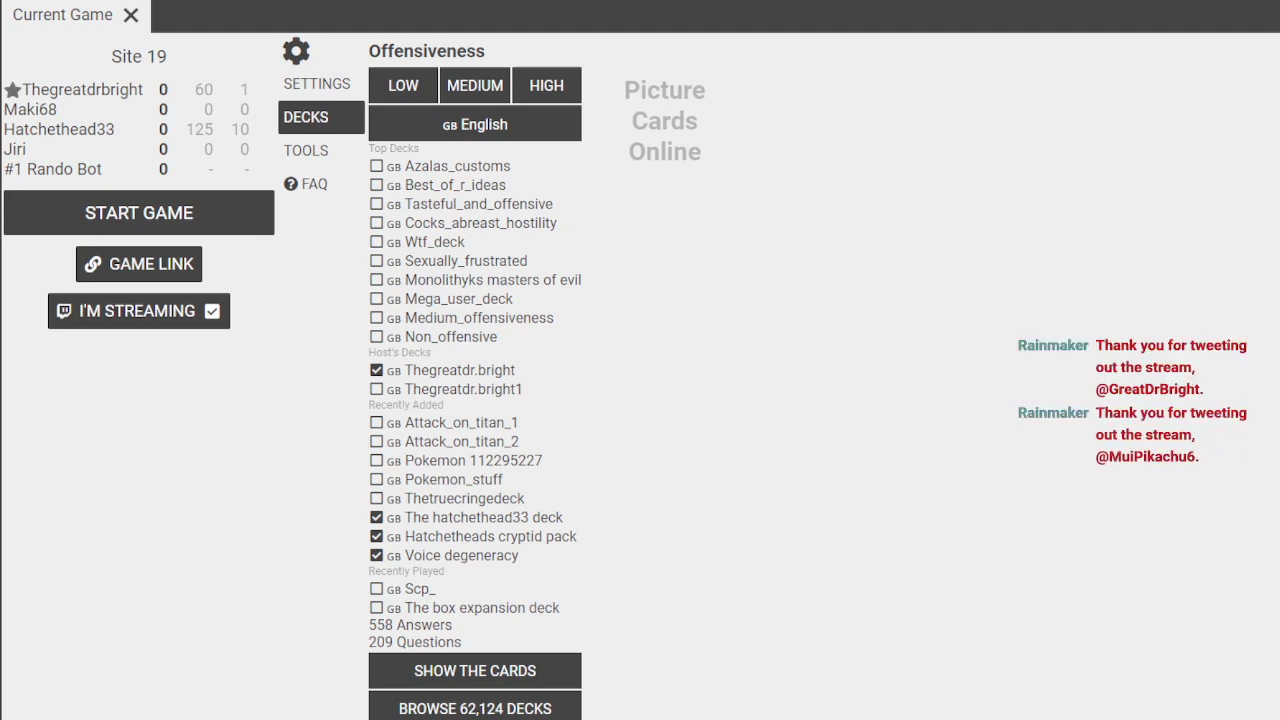 Current Game
Site 19
Thegreatdrbright 0 60 1
Maki68 0 0 0
Hatchethead33 0 125 10
Jiri 0 0 0
#1 Rando Bot 0 - -
START GAME
GAME LINK
I'M STREAMING
SETTINGS
DECKS
TOOLS
FAQ
Offensiveness
LOW MEDIUM HIGH
GB English
Top Decks
GB Azalas_customs
GB Best_of_r_ideas
GB Tasteful_and_offensive
GB Cocks_abreast_hostility
GB Wtf_deck
GB Sexually_frustrated
GB Monolithyks masters of evil
GB Mega_user_deck
GB Medium_offensiveness
GB Non_offensive
Host's Decks
GB Thegreatdr.bright
GB Thegreatdr.bright1
Recently Added
GB Attack_on_titan_1
GB Attack_on_titan_2
GB Pokemon 112295227
GB Pokemon_stuff
GB Thetruecringedeck
GB The hatchethead33 deck
GB Hatchetheads cryptid pack
GB Voice degeneracy
Recently Played
GB Scp_
GB The box expansion deck
558 Answers
209 Questions
SHOW THE CARDS
BROWSE 62,124 DECKS
Picture
Cards
Online
Rainmaker Thank you for tweeting
out the stream,
@GreatDrBright.
Rainmaker Thank you for tweeting
out the stream,
@MuiPikachu6.